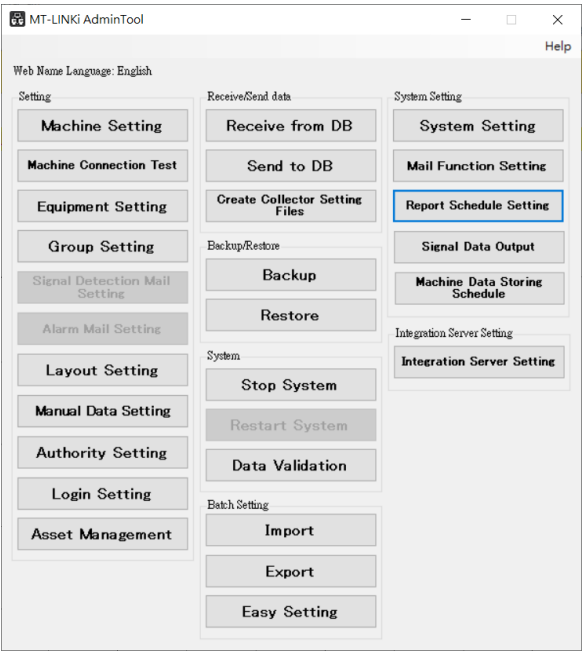 MT-LINKi AdminTool
Help
Web Name Language: English
Setting
Machine Setting
Machine Connection Test
Equipment Setting
Group Setting
Signal Detection Mail
Setting
Alarm Mail Setting
Layout Setting
Manual Data Setting
Authority Setting
Login Setting
Asset Management
Receive/Send data
Receive from DB
Send to DB
Create Collector Setting
Files
Backup/Restore
Backup
Restore
System
Stop System
Restart System
Data Validation
Batch Setting
Import
Export
Easy Setting
System Setting
System Setting
Mail Function Setting
Report Schedule Setting
Signal Data Output
Machine Data Storing
Schedule
Integration Server Setting
Integration Server Setting